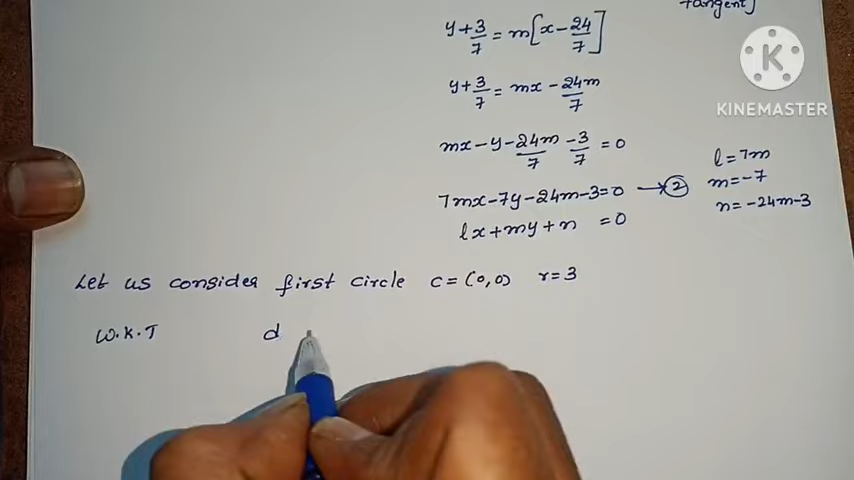 tangent]
y+3/7 = m[x-24/7]
y+3/7 = mx-24m/7
mx-y-24m/7-3/7=0
7mx-7y-24m-3=0 → ②
lx+my+n =0
l=7m
m=-7
n=-24m-3
Let us consider first circle c=(0,0) r=3
W.K.T d
K
KINEMASTER